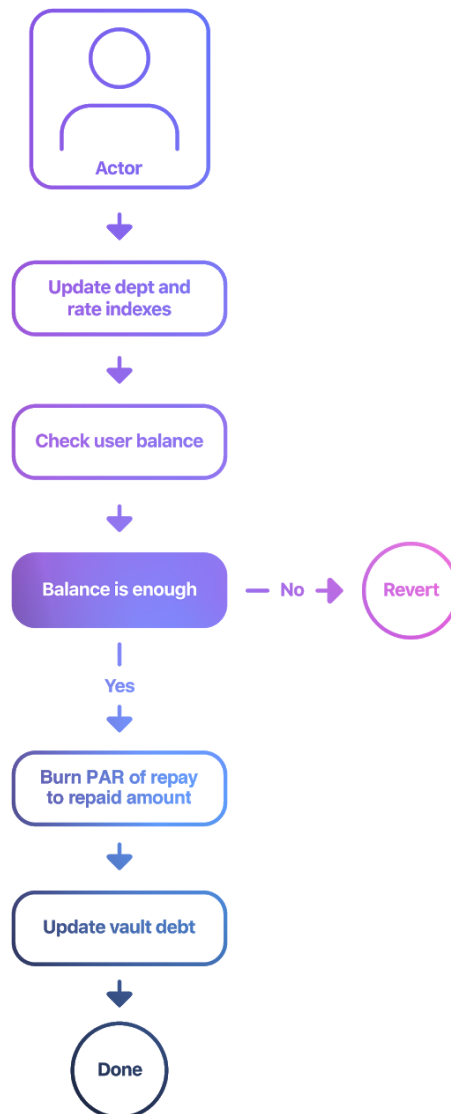 Actor
Update dept and
rate indexes
Check user balance
Balance is enough
No
Revert
Yes
Burn PAR of repay
to repaid amount
Update vault debt
Done